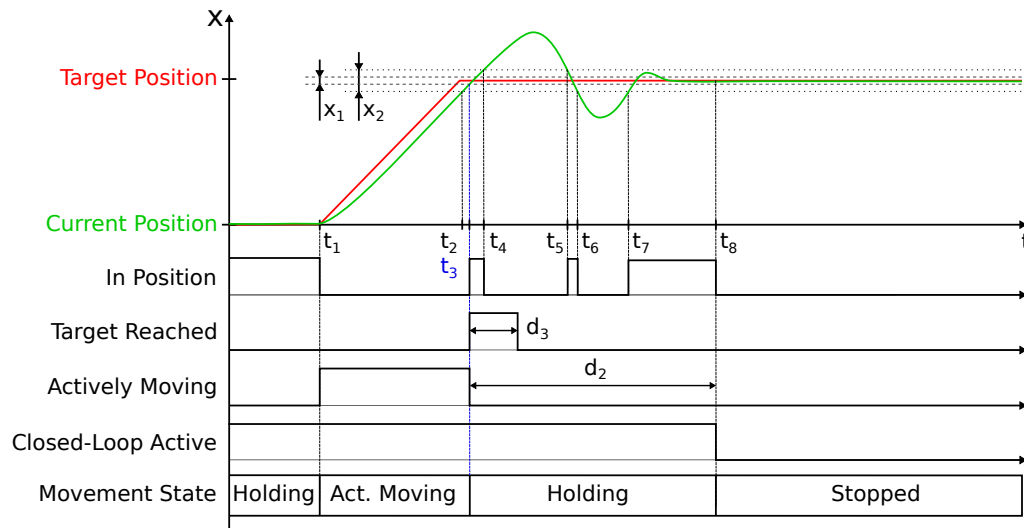 x
Target Position
x₁ x₂
Current Position
t₁ t₂ t₄ t₅ t₆ t₇ t₈ t
t₃
In Position
Target Reached d₃
Actively Moving d₂
Closed-Loop Active
Movement State Holding Act. Moving Holding Stopped